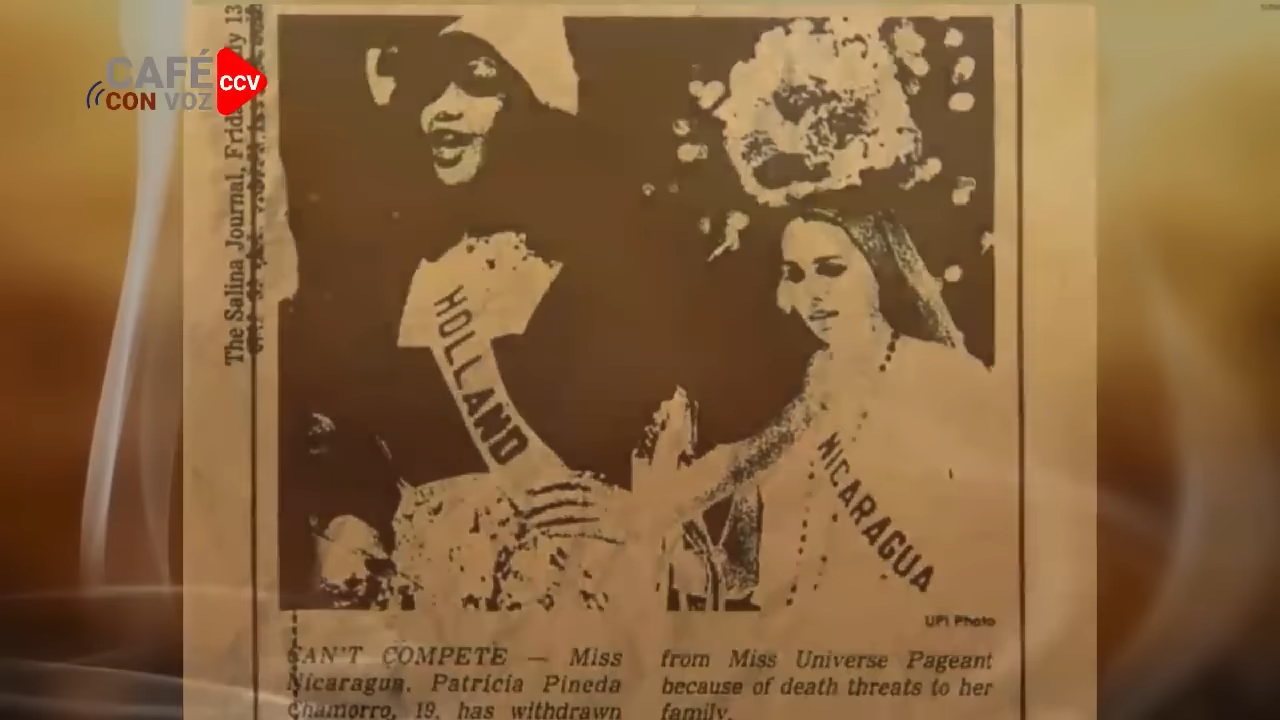 CAFÉ
CON VOZ
CCV
The Salina Journal, Friday 13
HOLLAND
NICARAGUA
UPI Photo
CAN'T COMPETE — Miss
Nicaragua, Patricia Pineda
Chamorro, 19, has withdrawn
from Miss Universe Pageant
because of death threats to her
family.